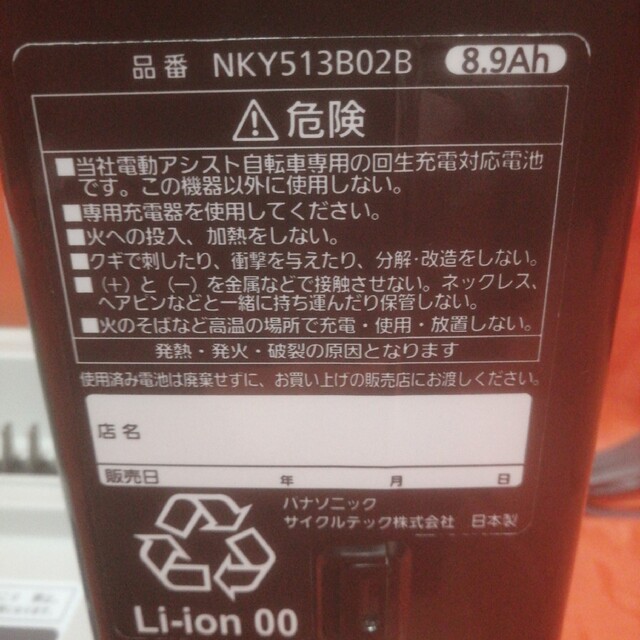 品番 NKY513B02B 8.9Ah
危険
■当社電動アシスト自転車専用の回生充電対応電池
です。この機器以外に使用しない。
■専用充電器を使用してください。
■火への投入、加熱をしない。
■クギで刺したり、衝撃を与えたり、分解・改造をしない。
■(+)と(−)を金属などで接触させない。ネックレス、
ヘアピンなどと一緒に持ち運んだり保管しない。
■火のそばなど高温の場所で充電・使用・放置しない。
発熱・発火・破裂の原因となります
使用済み電池は廃棄せずに、お買い上げの販売店にお渡しください。
店名
販売日 年 月 日
パナソニック
サイクルテック株式会社 日本製
Li-ion 00